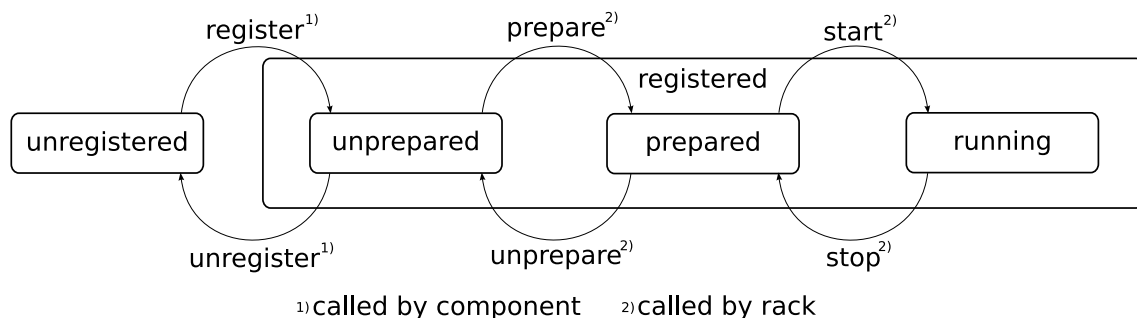 register1) prepare2) start2)
registered
unregistered unprepared prepared running
unregister1) unprepare2) stop2)
1) called by component 2) called by rack